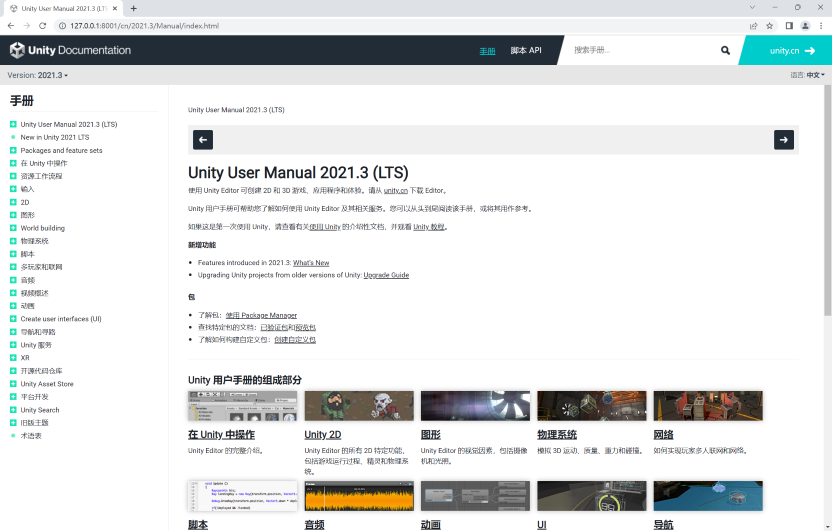 Unity User Manual 2021.3 (LTS)
127.0.0.1:8001/cn/2021.3/Manual/index.html
Unity Documentation
手册
脚本 API
搜索手册...
unity.cn
Version: 2021.3
语言: 中文
手册
Unity User Manual 2021.3 (LTS)
New in Unity 2021 LTS
Packages and feature sets
在 Unity 中操作
资源工作流程
输入
2D
图形
World building
物理系统
脚本
多玩家和联网
音频
视频概述
动画
Create user interfaces (UI)
导航和寻路
Unity 服务
XR
开源代码仓库
Unity Asset Store
平台开发
Unity Search
旧版主题
术语表
Unity User Manual 2021.3 (LTS)
Unity User Manual 2021.3 (LTS)
使用 Unity Editor 可创建 2D 和 3D 游戏、应用程序和体验。请从 unity.cn 下载 Editor。
Unity 用户手册可帮助您了解如何使用 Unity Editor 及其相关服务。您可以从头到尾阅读该手册，或将其用作参考。
如果这是第一次使用 Unity，请查看有关使用 Unity 的介绍性文档，并观看 Unity 教程。
新增功能
Features introduced in 2021.3: What's New
Upgrading Unity projects from older versions of Unity: Upgrade Guide
包
了解包：使用 Package Manager
查找特定包的文档：已验证包和预览包
了解如何构建自定义包：创建自定义包
Unity 用户手册的组成部分
在 Unity 中操作
Unity Editor 的完整介绍。
Unity 2D
Unity Editor 的所有 2D 特定功能，
包括游戏运行过程、精灵和物理系
统。
图形
Unity Editor 的视觉因素，包括摄像
机和光照。
物理系统
模拟 3D 运动、质量、重力和碰撞。
网络
如何实现玩家多人联网和网络。
脚本
音频
动画
UI
导航